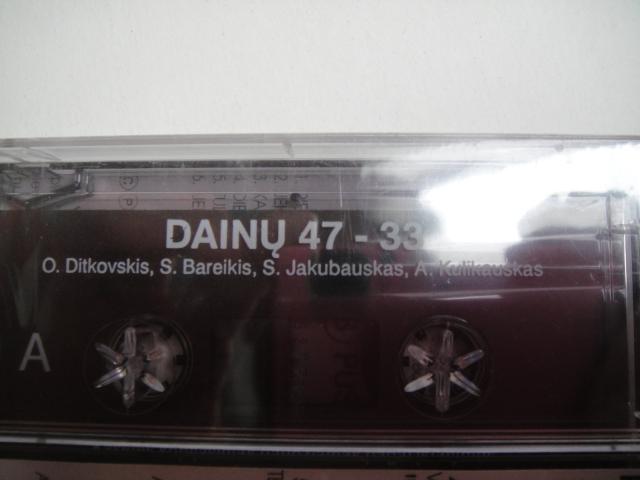 DAINŲ 47 - 33
O. Ditkovskis, S. Bareikis, S. Jakubauskas, A. Kulikauskas
A